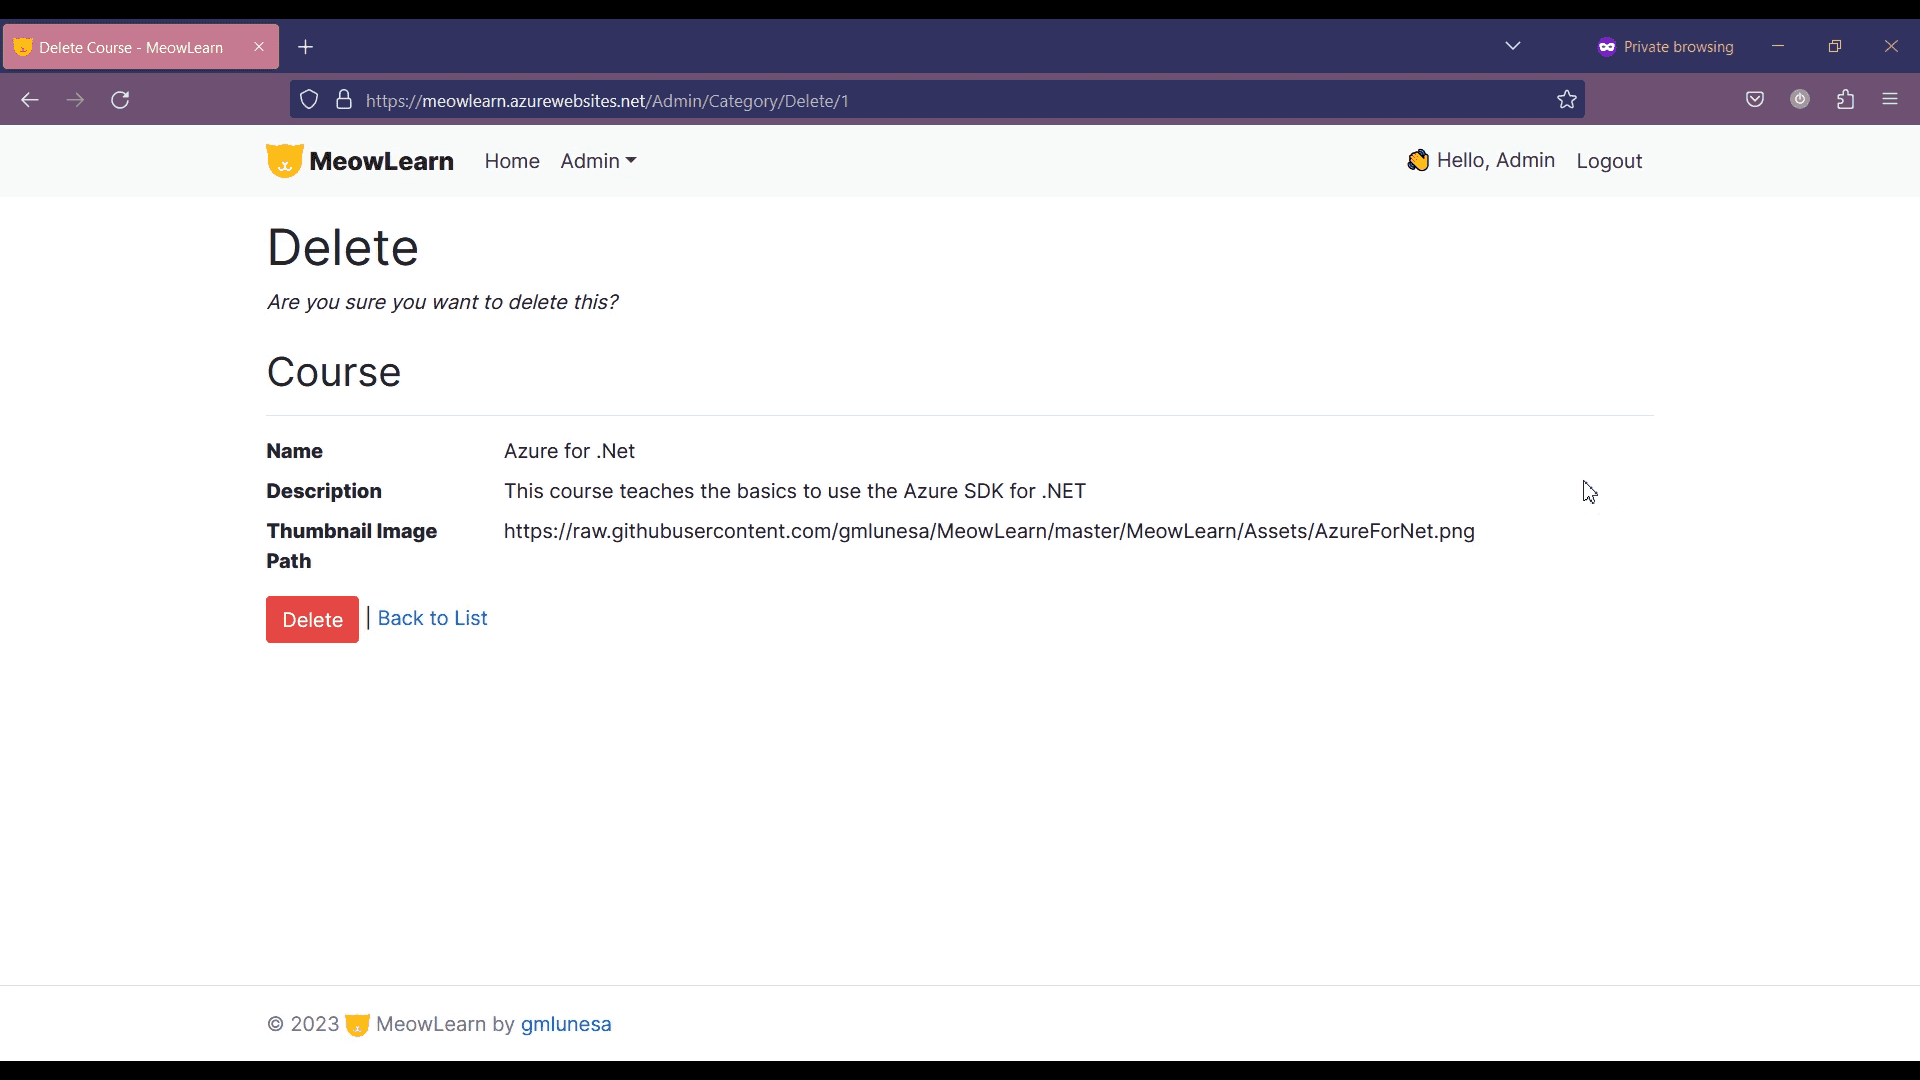 Delete Course - MeowLearn
Private browsing
https://meowlearn.azurewebsites.net/Admin/Category/Delete/1
MeowLearn Home Admin Hello, Admin Logout
Delete
Are you sure you want to delete this?
Course
Name Azure for .Net
Description This course teaches the basics to use the Azure SDK for .NET
Thumbnail Image Path https://raw.githubusercontent.com/gmlunesa/MeowLearn/master/MeowLearn/Assets/AzureForNet.png
Delete | Back to List
© 2023 MeowLearn by gmlunesa